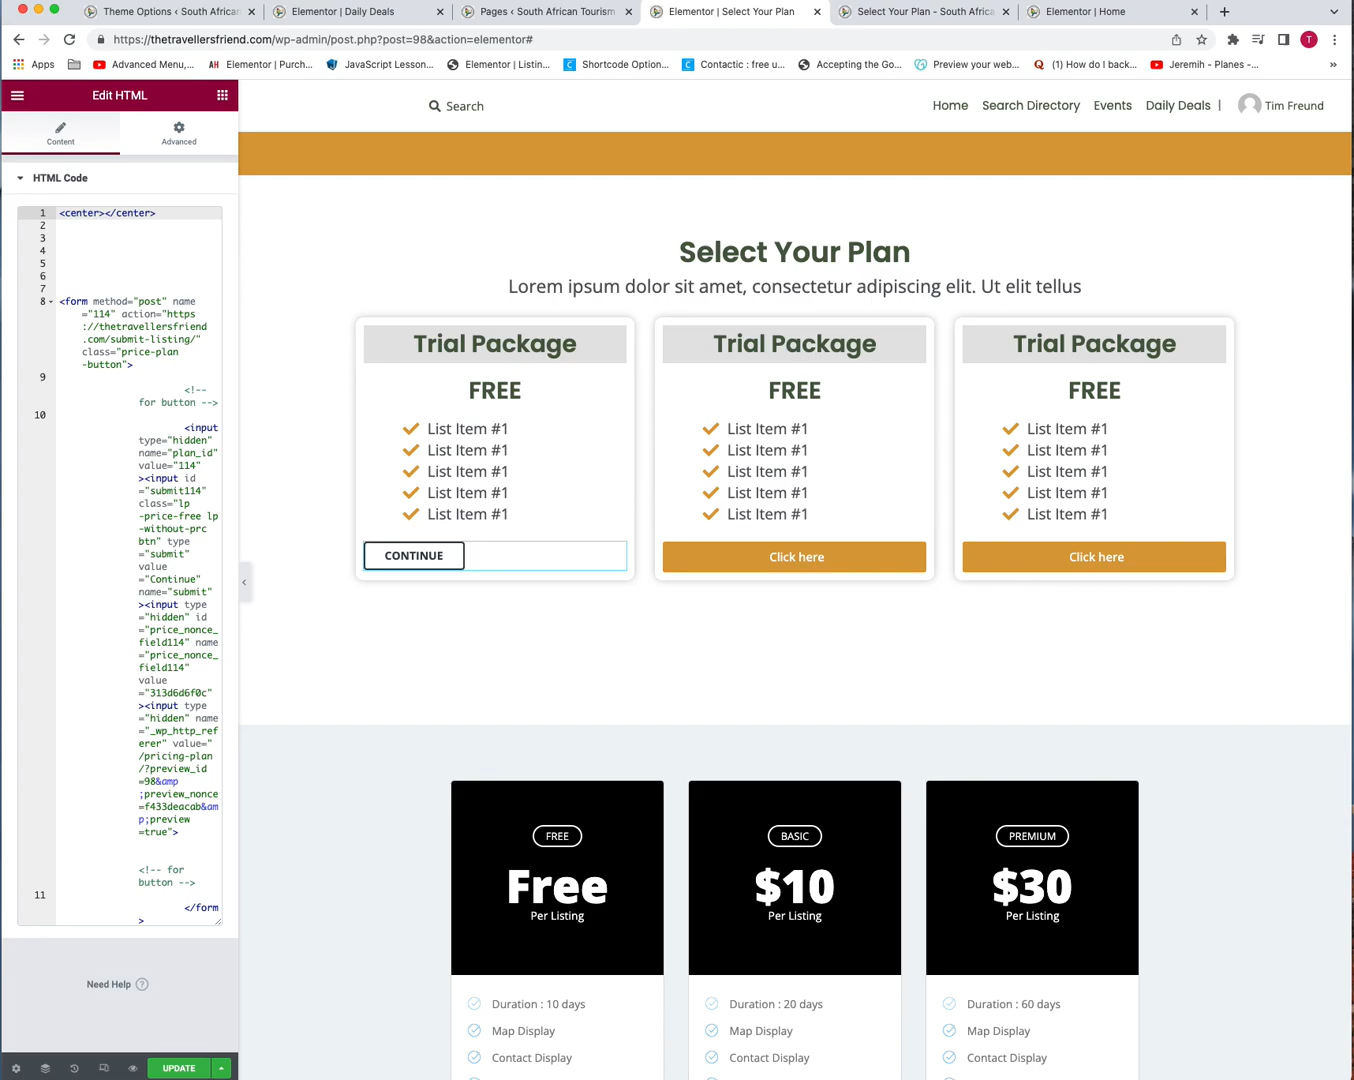 Theme Options ‹ South African
Elementor | Daily Deals
Pages ‹ South African Tourism
Elementor | Select Your Plan
Select Your Plan - South Africa
Elementor | Home
https://thetravellersfriend.com/wp-admin/post.php?post=98&action=elementor#
T
Apps
Advanced Menu,...
AH Elementor | Purch...
JavaScript Lesson...
Elementor | Listin...
C Shortcode Option...
C Contactic : free u...
Accepting the Go...
Preview your web...
Q (1) How do I back...
Jeremih - Planes -...
»
Edit HTML
Content
Advanced
HTML Code
1 <center></center>
2
3
4
5
6
7
8 <form method="post" name
="114" action="https
://thetravellersfriend
.com/submit-listing/"
class="price-plan
-button">
9
<!--
for button -->
10
<input
type="hidden"
name="plan_id"
value="114"
><input id
="submit114"
class="lp
-price-free lp
-without-prc
btn" type
="submit"
value
="Continue"
name="submit"
><input type
="hidden" id
="price_nonce_
field114" name
="price_nonce_
field114"
value
="313d6d6f0c"
><input type
="hidden" name
="_wp_http_ref
erer" value="
/pricing-plan
/?preview_id
=98&amp
;preview_nonce
=f433deacab&am
p;preview
=true">
<!-- for
button -->
11
</form
>
Need Help ?
UPDATE
Search
Home
Search Directory
Events
Daily Deals |
Tim Freund
Select Your Plan
Lorem ipsum dolor sit amet, consectetur adipiscing elit. Ut elit tellus
Trial Package
FREE
List Item #1
List Item #1
List Item #1
List Item #1
List Item #1
CONTINUE
Trial Package
FREE
List Item #1
List Item #1
List Item #1
List Item #1
List Item #1
Click here
Trial Package
FREE
List Item #1
List Item #1
List Item #1
List Item #1
List Item #1
Click here
FREE
Free
Per Listing
Duration : 10 days
Map Display
Contact Display
BASIC
$10
Per Listing
Duration : 20 days
Map Display
Contact Display
PREMIUM
$30
Per Listing
Duration : 60 days
Map Display
Contact Display